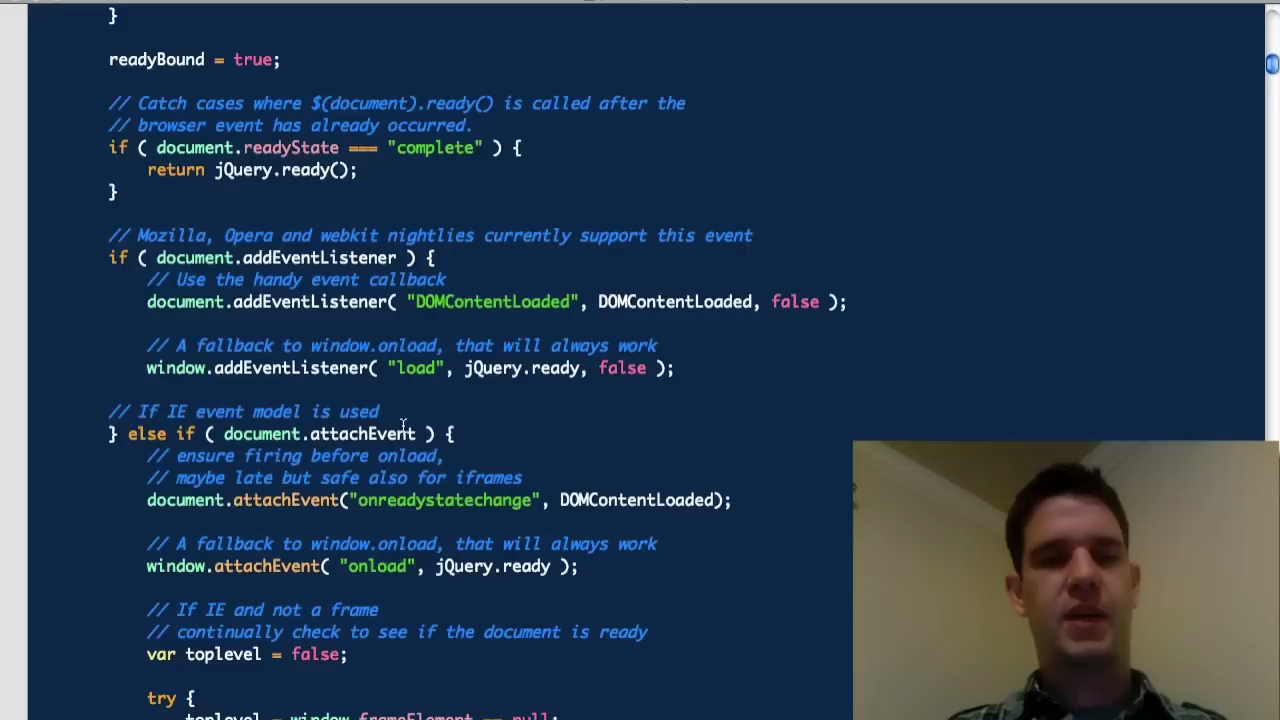 }
readyBound = true;
// Catch cases where $(document).ready() is called after the
// browser event has already occurred.
if ( document.readyState === "complete" ) {
return jQuery.ready();
}
// Mozilla, Opera and webkit nightlies currently support this event
if ( document.addEventListener ) {
// Use the handy event callback
document.addEventListener( "DOMContentLoaded", DOMContentLoaded, false );
// A fallback to window.onload, that will always work
window.addEventListener( "load", jQuery.ready, false );
// If IE event model is used
} else if ( document.attachEvent ) {
// ensure firing before onload,
// maybe late but safe also for iframes
document.attachEvent("onreadystatechange", DOMContentLoaded);
// A fallback to window.onload, that will always work
window.attachEvent( "onload", jQuery.ready );
// If IE and not a frame
// continually check to see if the document is ready
var toplevel = false;
try {
toplevel = window.frameElement == null;